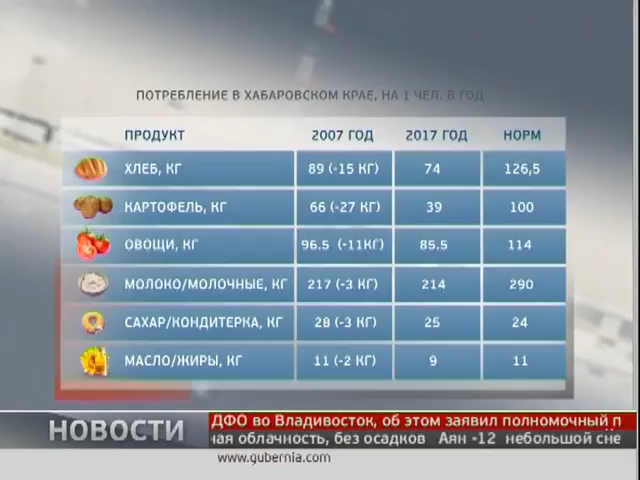 ПОТРЕБЛЕНИЕ В ХАБАРОВСКОМ КРАЕ, НА 1 ЧЕЛ. В ГОД
ПРОДУКТ 2007 ГОД 2017 ГОД НОРМ
ХЛЕБ, КГ 89 (-15 КГ) 74 126,5
КАРТОФЕЛЬ, КГ 66 (-27 КГ) 39 100
ОВОЩИ, КГ 96.5 (-11КГ) 85.5 114
МОЛОКО/МОЛОЧНЫЕ, КГ 217 (-3 КГ) 214 290
САХАР/КОНДИТЕРКА, КГ 28 (-3 КГ) 25 24
МАСЛО/ЖИРЫ, КГ 11 (-2 КГ) 9 11
НОВОСТИ
ДФО во Владивосток, об этом заявил полномочный п
ная облачность, без осадков Аян -12 небольшой сне
www.gubernia.com